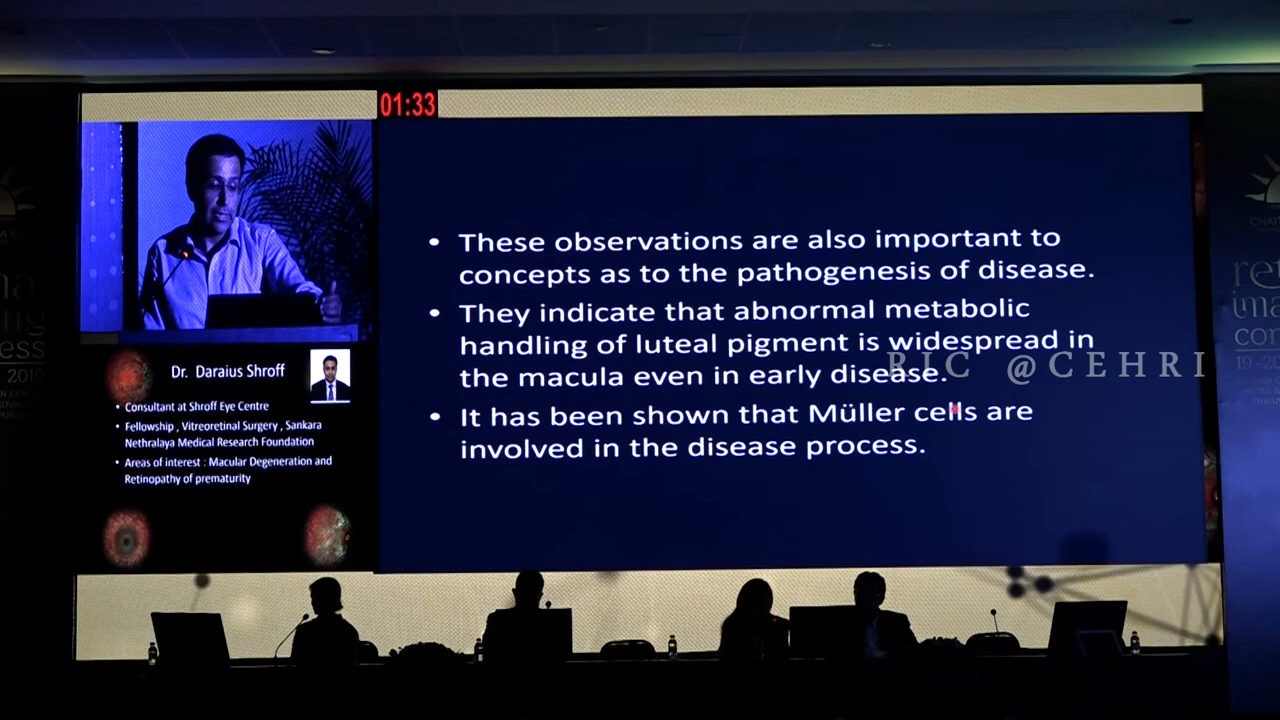 01:33
• These observations are also important to
concepts as to the pathogenesis of disease.
• They indicate that abnormal metabolic
handling of luteal pigment is widespread in
the macula even in early disease.
• It has been shown that Müller cells are
involved in the disease process.
RIC @CEHRI
Dr. Daraius Shroff
• Consultant at Shroff Eye Centre
• Fellowship , Vitreoretinal Surgery , Sankara
Nethralaya Medical Research Foundation
• Areas of interest : Macular Degeneration and
Retinopathy of prematurity
2019